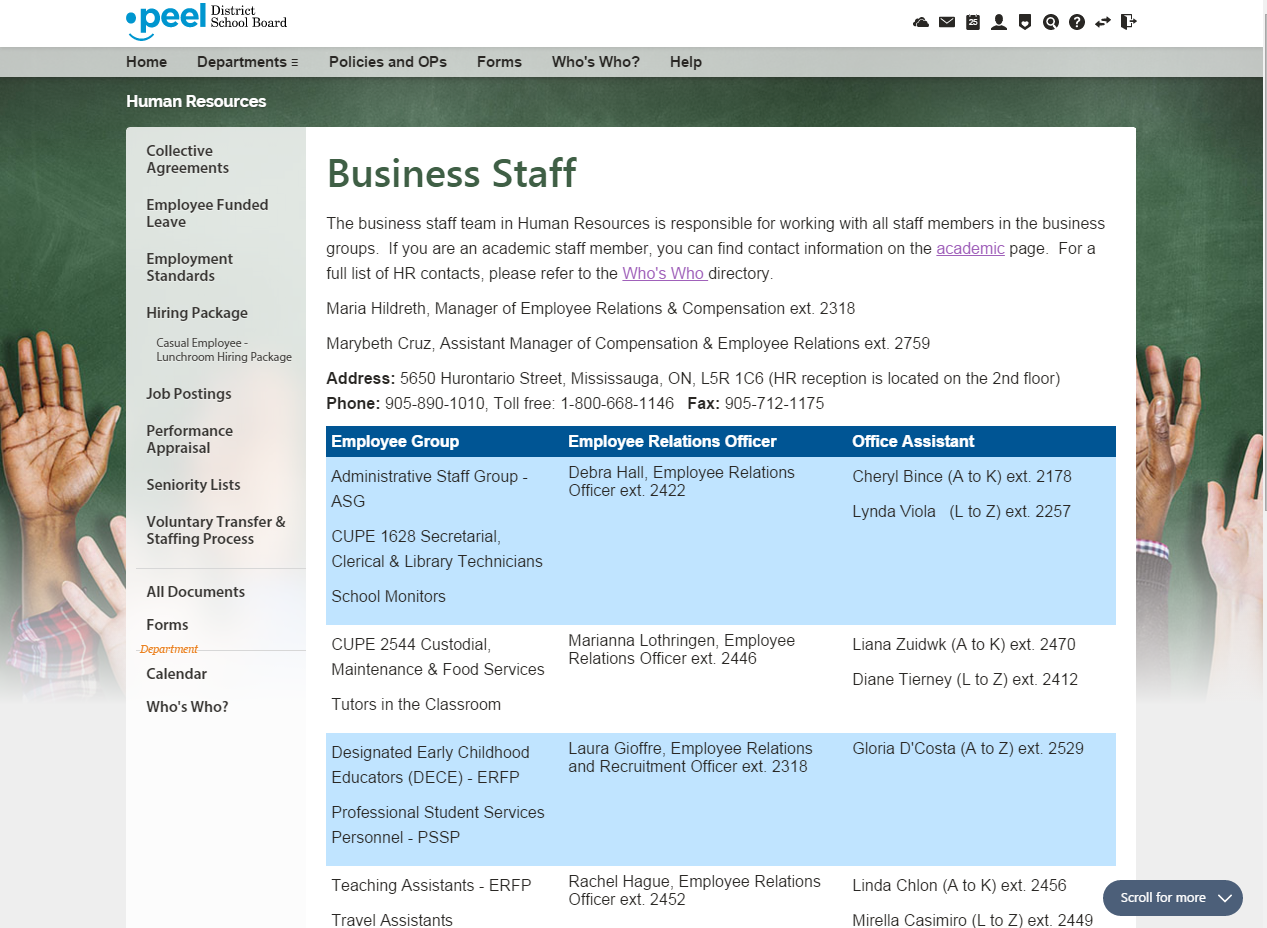 peel District
School Board
25
Home Departments Policies and OPs Forms Who's Who? Help
Human Resources
Collective
Agreements
Employee Funded
Leave
Employment
Standards
Hiring Package
Casual Employee -
Lunchroom Hiring Package
Job Postings
Performance
Appraisal
Seniority Lists
Voluntary Transfer &
Staffing Process
All Documents
Forms
Department
Calendar
Who's Who?
Business Staff
The business staff team in Human Resources is responsible for working with all staff members in the business
groups. If you are an academic staff member, you can find contact information on the academic page. For a
full list of HR contacts, please refer to the Who's Who directory.
Maria Hildreth, Manager of Employee Relations & Compensation ext. 2318
Marybeth Cruz, Assistant Manager of Compensation & Employee Relations ext. 2759
Address: 5650 Hurontario Street, Mississauga, ON, L5R 1C6 (HR reception is located on the 2nd floor)
Phone: 905-890-1010, Toll free: 1-800-668-1146 Fax: 905-712-1175
Employee Group Employee Relations Officer Office Assistant
Administrative Staff Group -
ASG
CUPE 1628 Secretarial,
Clerical & Library Technicians
School Monitors
Debra Hall, Employee Relations
Officer ext. 2422
Cheryl Bince (A to K) ext. 2178
Lynda Viola (L to Z) ext. 2257
CUPE 2544 Custodial,
Maintenance & Food Services
Tutors in the Classroom
Marianna Lothringen, Employee
Relations Officer ext. 2446
Liana Zuidwk (A to K) ext. 2470
Diane Tierney (L to Z) ext. 2412
Designated Early Childhood
Educators (DECE) - ERFP
Professional Student Services
Personnel - PSSP
Laura Gioffre, Employee Relations
and Recruitment Officer ext. 2318
Gloria D'Costa (A to Z) ext. 2529
Teaching Assistants - ERFP
Travel Assistants
Rachel Hague, Employee Relations
Officer ext. 2452
Linda Chlon (A to K) ext. 2456
Mirella Casimiro (L to Z) ext. 2449
Scroll for more